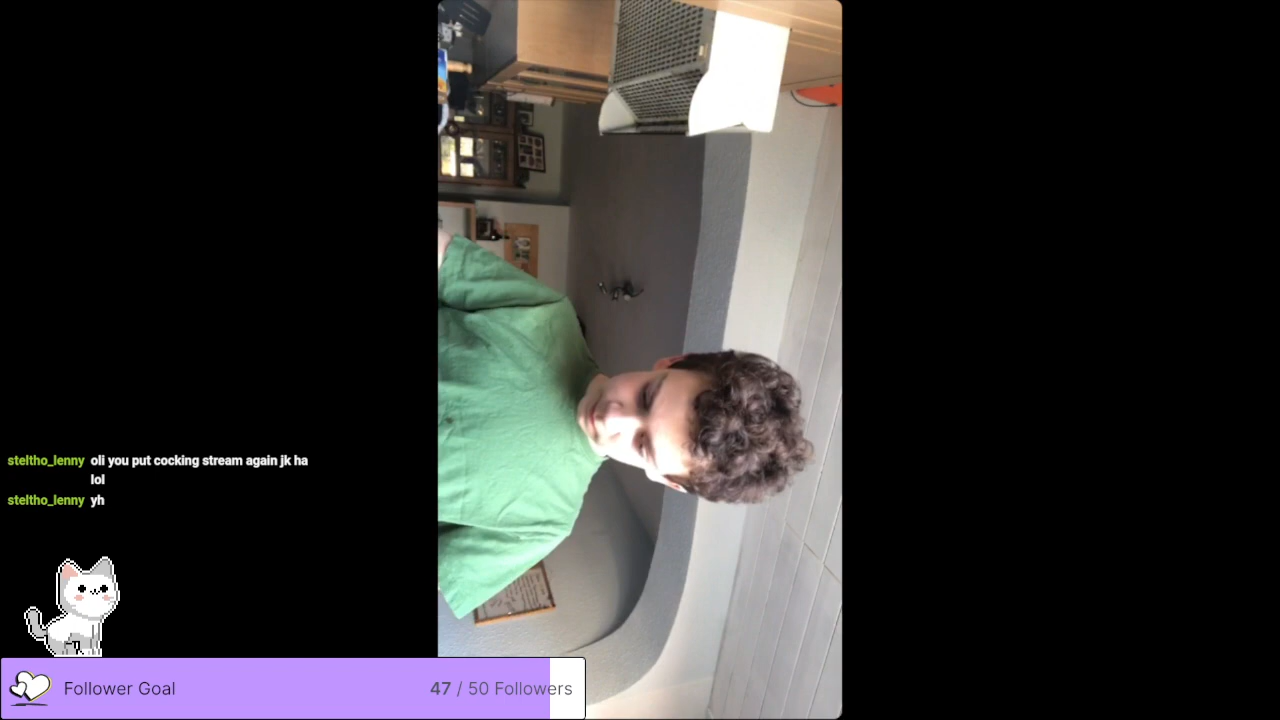 steltho_lenny oli you put cocking stream again jk ha
lol
steltho_lenny yh
Follower Goal 47 / 50 Followers